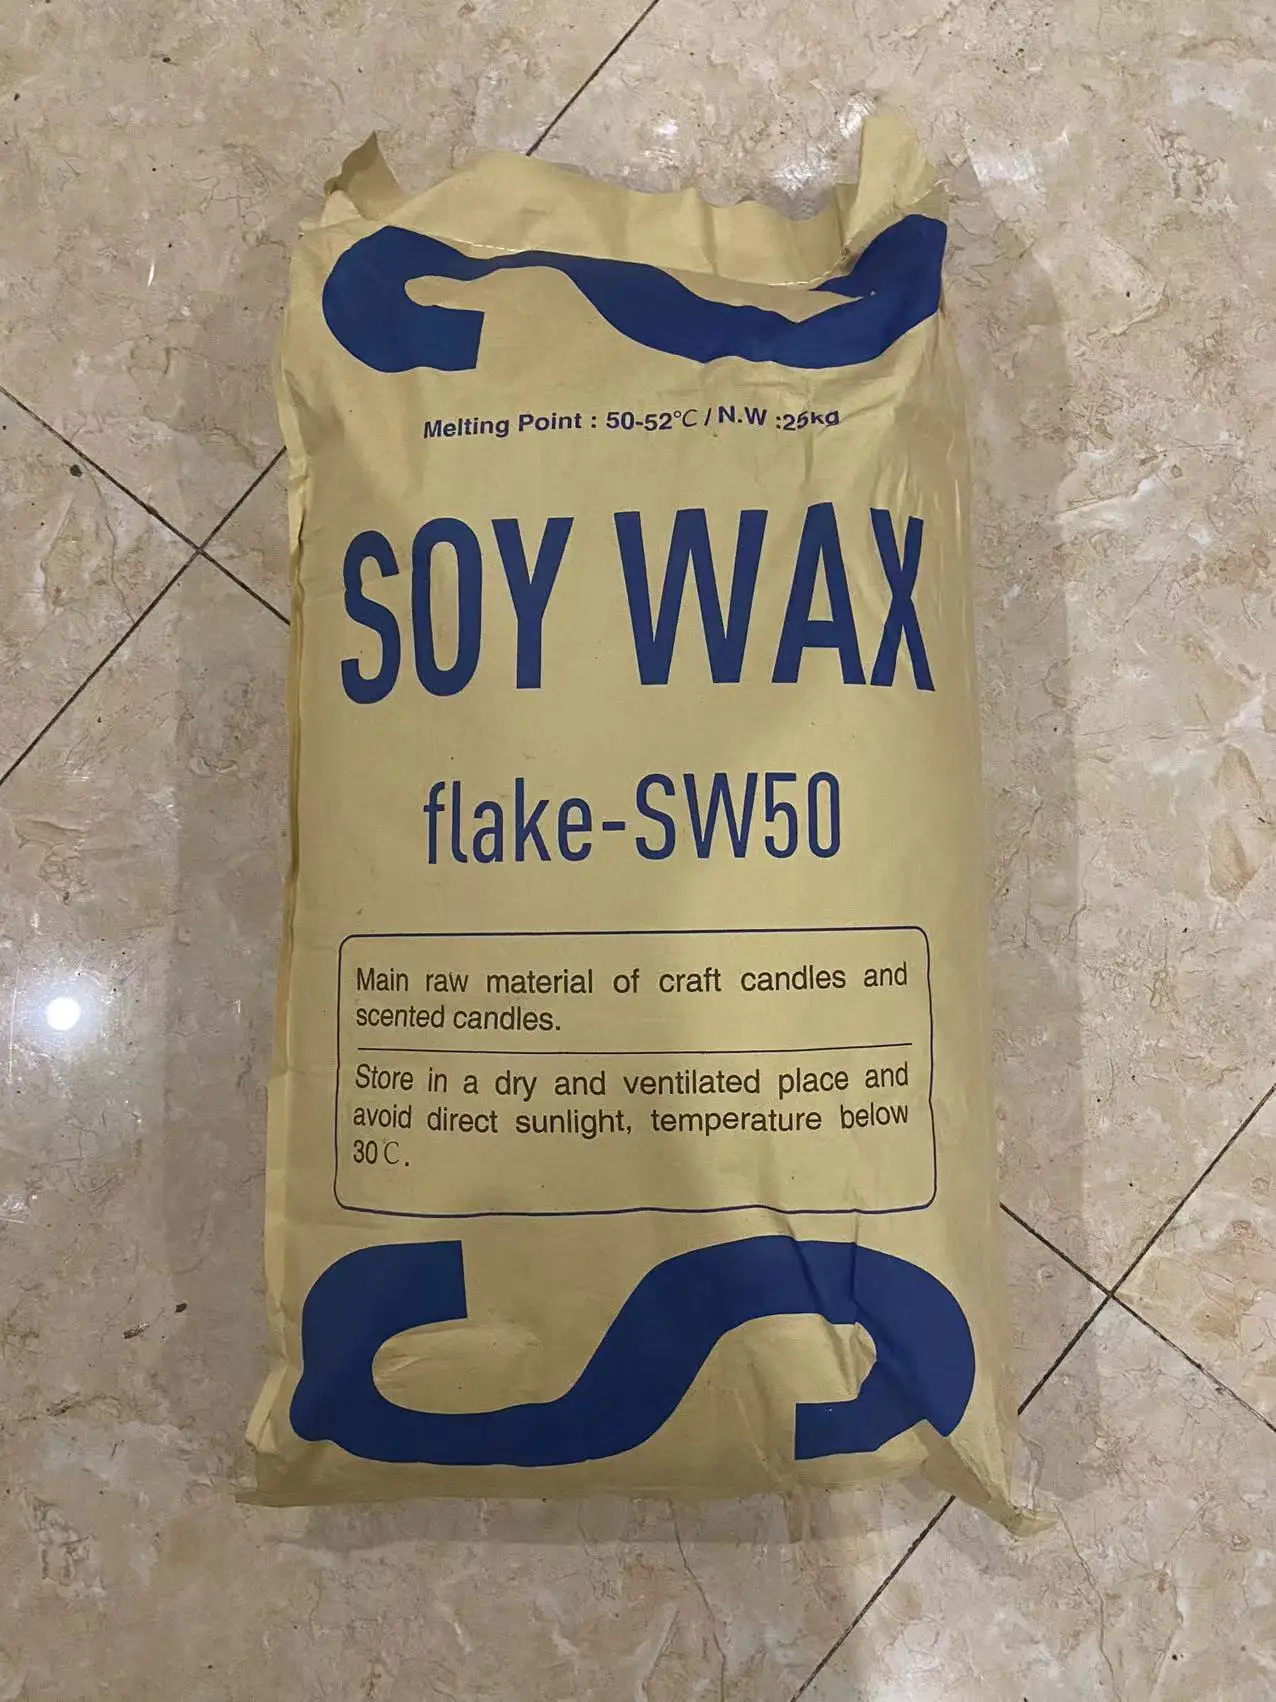 Melting Point : 50-52°C / N.W :25kg
SOY WAX
flake-SW50
Main raw material of craft candles and
scented candles.
Store in a dry and ventilated place and
avoid direct sunlight, temperature below
30℃.